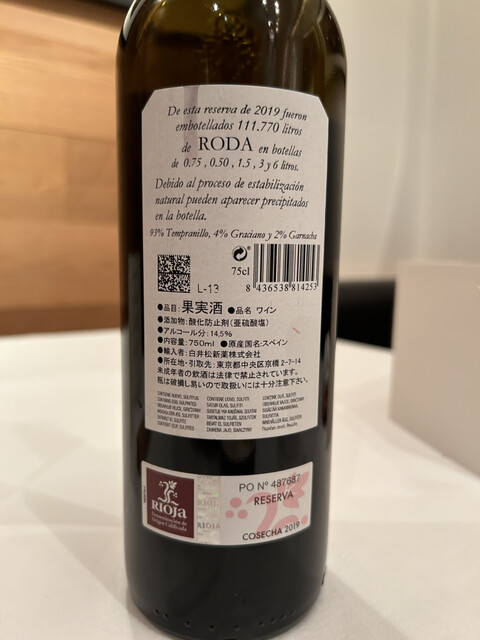 De esta reserva de 2019 fueron
embotellados 111.770 litros
de RODA en botellas
de 0.75, 0.50, 1.5, 3 y 6 litros.
Debido al proceso de estabilización
natural pueden aparecer precipitados
en la botella.
93% Tempranillo, 4% Graciano y 2% Garnacha
75cl
L-13
8 436538 814253
●品目: 果実酒 ●品名 ワイン
●添加物: 酸化防止剤(亜硫酸塩)
●アルコール分: 14,5%
●内容量: 750ml ●原産国名: スペイン
●輸入者: 白井松新薬株式会社
●所在地・引取先: 東京都中央区京橋 2-7-14
未成年者の飲酒は法律で禁止されています。
瓶は破損し易いので取扱いには十分注意下さい。
RIOJA
Denominación de
Origen Calificada
RIOJA
PO Nº 487687
RESERVA
COSECHA 2019